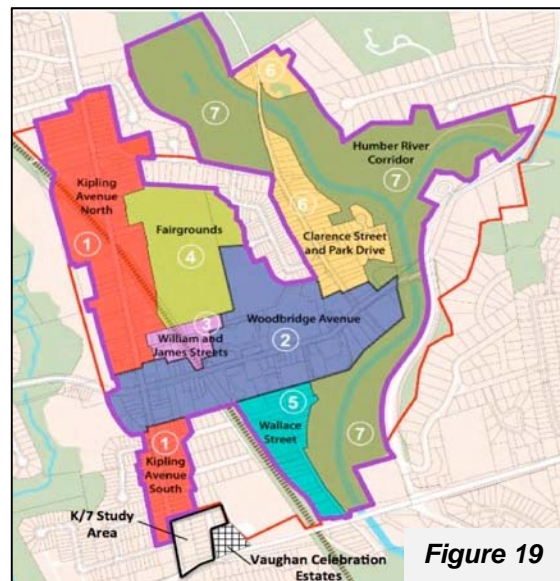 6
7
Humber River
Corridor
7
Kipling
Avenue
North
1
Fairgrounds
4
6
Clarence Street
and Park Drive
3
William and
James Streets
Woodbridge Avenue
2
5
Wallace
Street
7
1
Kipling
Avenue
South
K/7 Study
Area
Vaughan Celebration
Estates
Figure 19